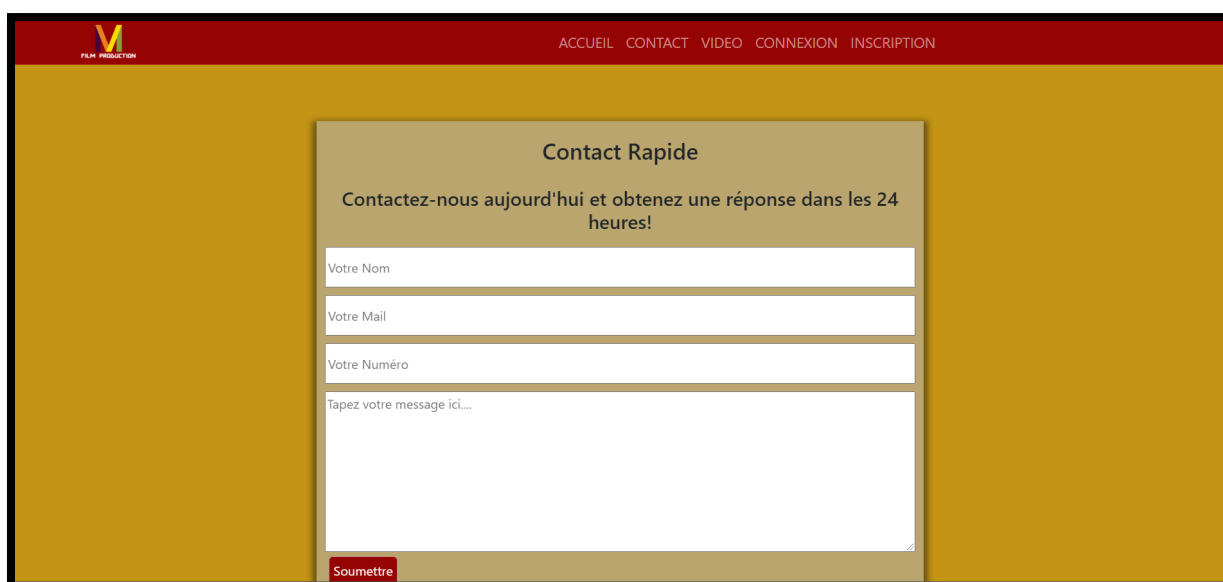 FILM PRODUCTION
ACCUEIL CONTACT VIDEO CONNEXION INSCRIPTION
Contact Rapide
Contactez-nous aujourd'hui et obtenez une réponse dans les 24
heures!
Votre Nom
Votre Mail
Votre Numéro
Tapez votre message ici....
Soumettre